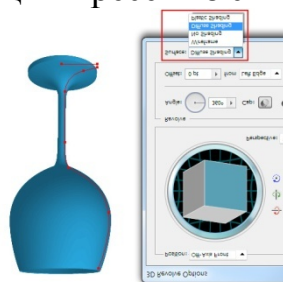 3D Revolve Options
Position: Off-Axis Front
Perspective:
Revolve
Angle: 360° Cap:
Offset: 0 pt from Left Edge
Surface: Diffuse Shading
Wireframe
No Shading
Diffuse Shading
Plastic Shading